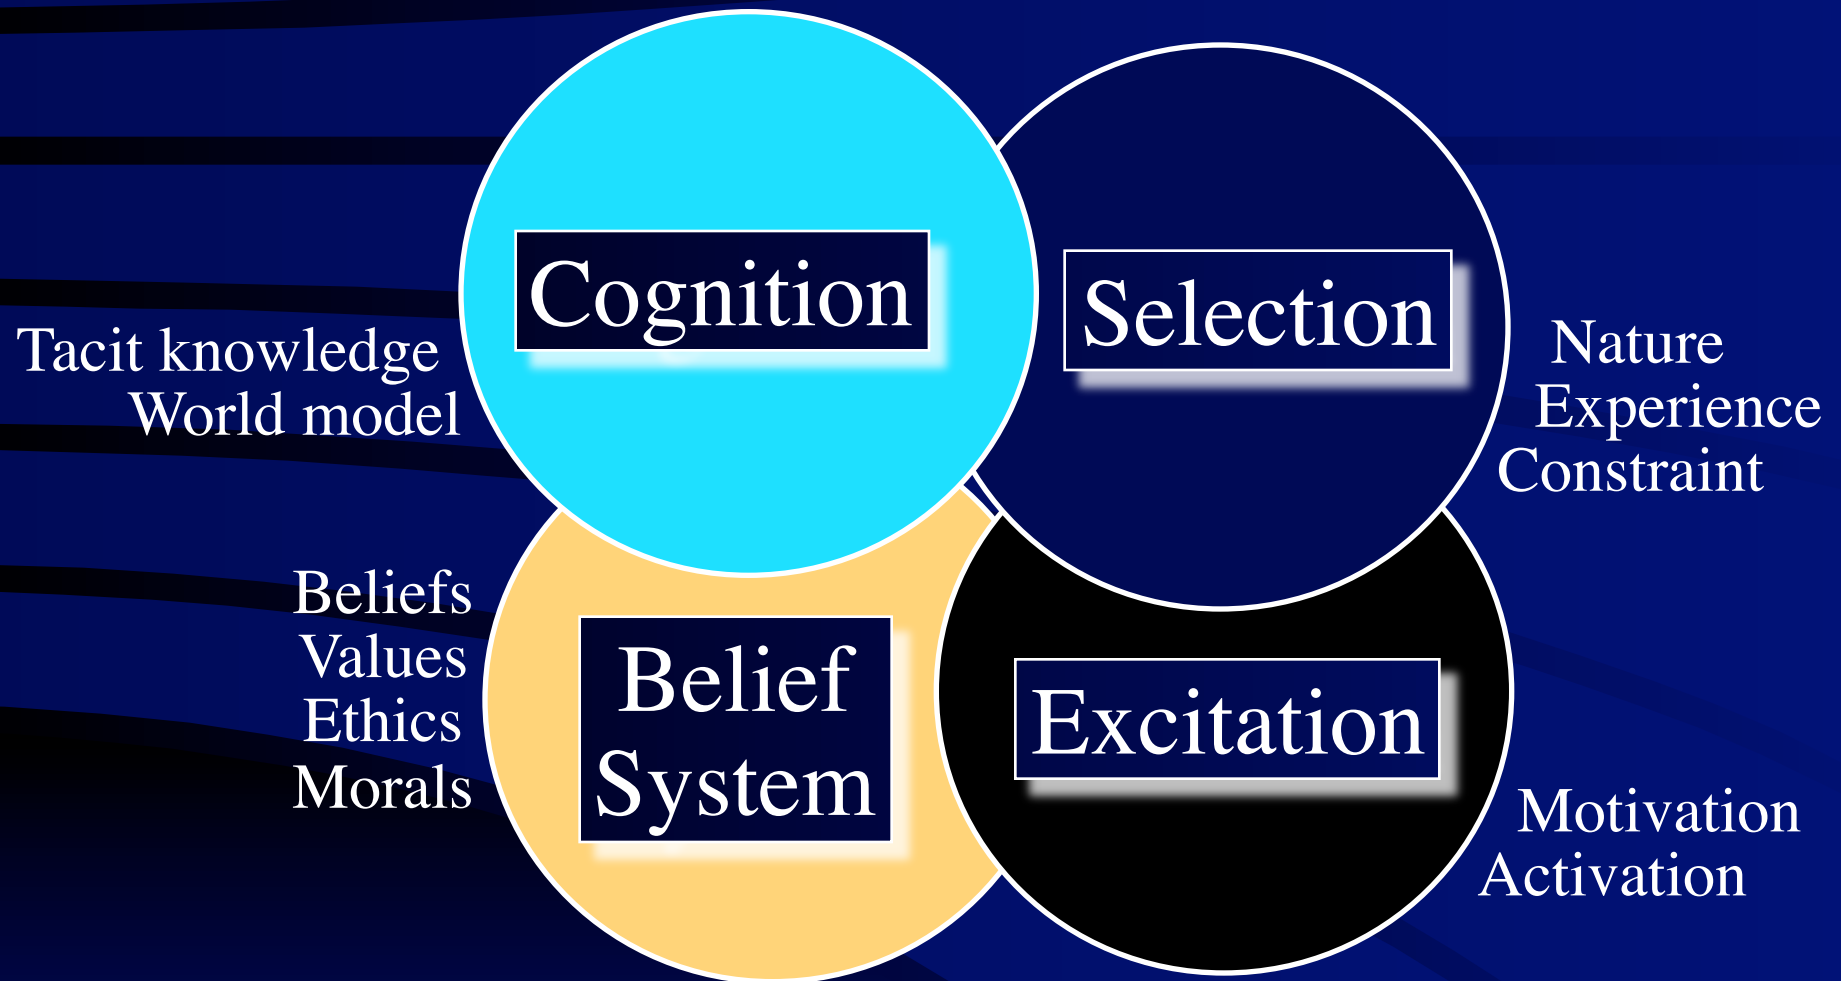 Cognition
Selection
Tacit knowledge
World model
Nature
Experience
Constraint
Beliefs
Values
Ethics
Morals
Belief
System
Excitation
Motivation
Activation